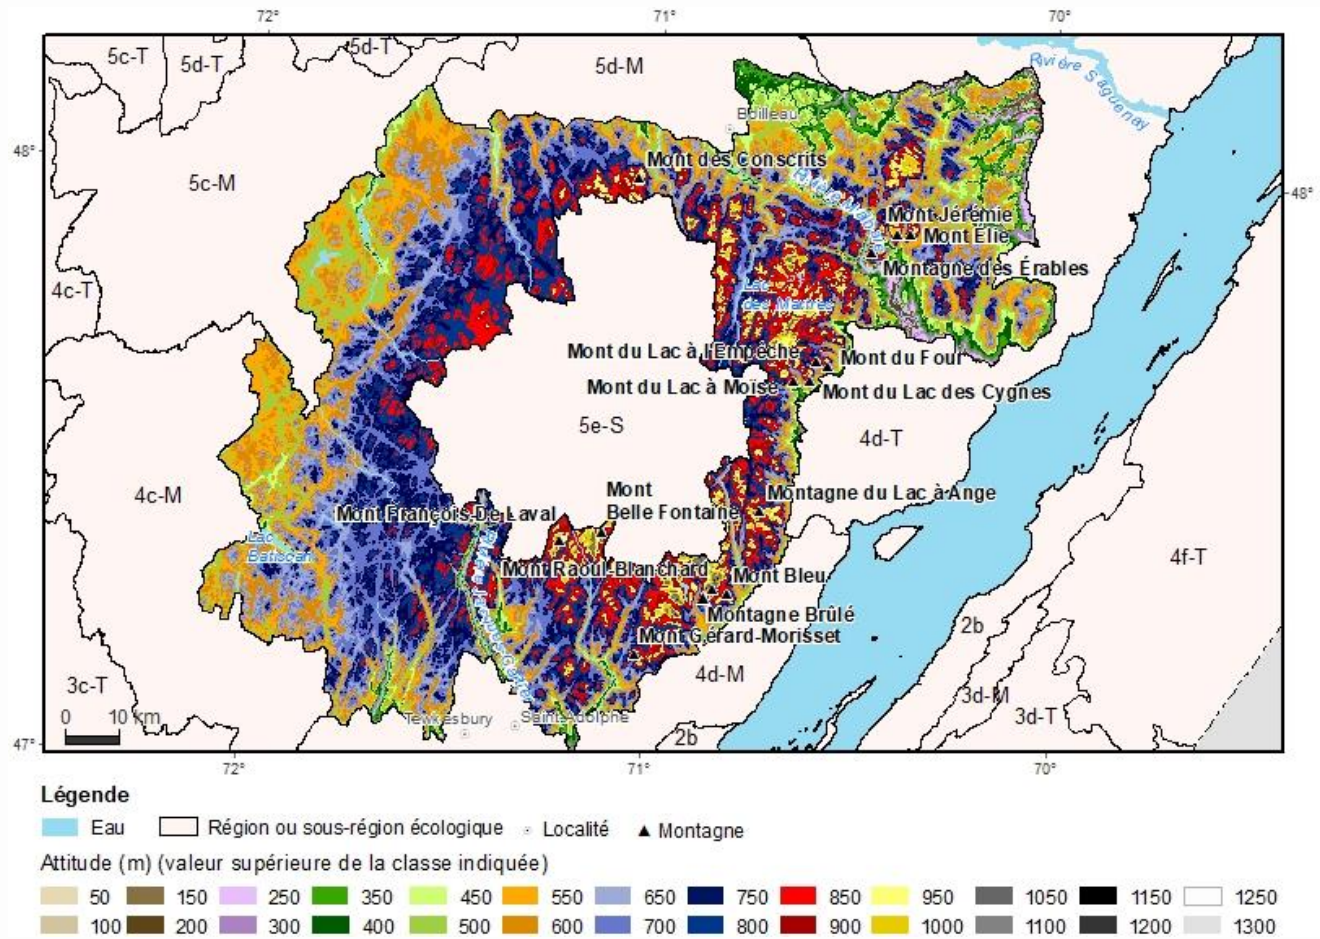 72° 71° 70°
5c-T 5d-T 5d-T 5d-M
Rivière Saguenay
Boilleau
48°
Mont des Conscrits
5c-M
48°
Mont Jérémie
Mont Élie
Montagne des Érables
4c-T
Lac
des Martres
Mont du Lac à l'Empêche
Mont du Four
Mont du Lac à Moïse
Mont du Lac des Cygnes
5e-S
4d-T
4c-M
Mont
Belle Fontaine
Montagne du Lac à Ange
Mont François-De Laval
Lac
Batiscan
4f-T
Mont Raoul-Blanchard
Mont Bleu
Montagne Brûlé
2b
Mont Gérard-Morisset
4d-M
3c-T
3d-M
3d-T
0 10 km
Tewkesbury
Saint-Adolphe
2b
47°
72° 71° 70°
Légende
Eau Région ou sous-région écologique Localité Montagne
Attitude (m) (valeur supérieure de la classe indiquée)
50 150 250 350 450 550 650 750 850 950 1050 1150 1250
100 200 300 400 500 600 700 800 900 1000 1100 1200 1300